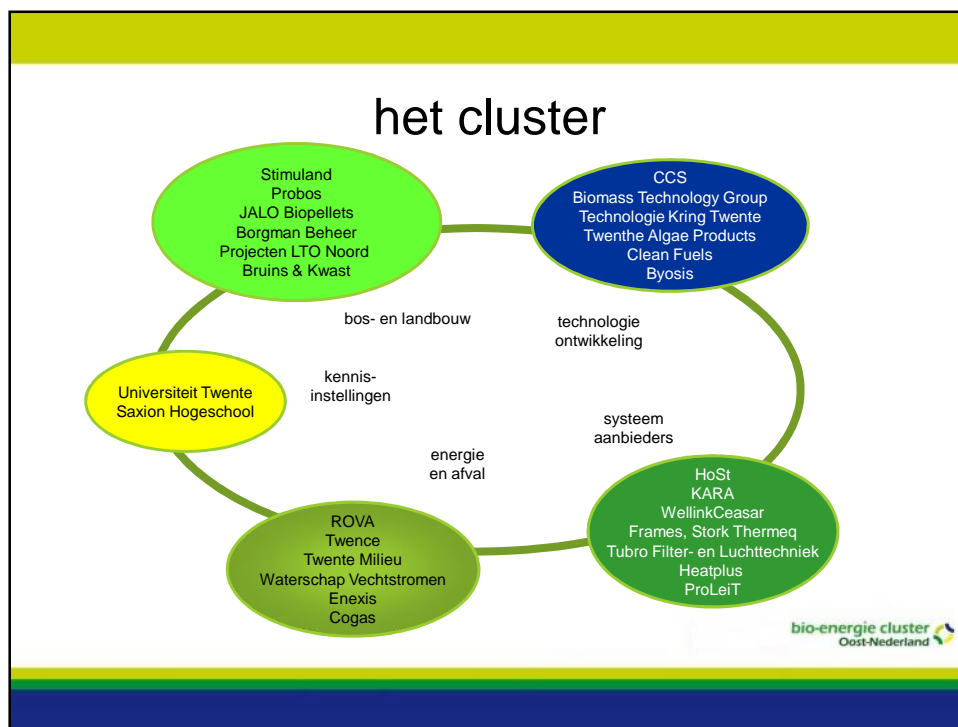 het cluster
Stimuland
Probos
JALO Biopellets
Borgman Beheer
Projecten LTO Noord
Bruins & Kwast
CCS
Biomass Technology Group
Technologie Kring Twente
Twenthe Algae Products
Clean Fuels
Byosis
bos- en landbouw
technologie
ontwikkeling
Universiteit Twente
Saxion Hogeschool
kennis-
instellingen
systeem
aanbieders
energie
en afval
ROVA
Twence
Twente Milieu
Waterschap Vechtstromen
Enexis
Cogas
HoSt
KARA
WellinkCeasar
Frames, Stork Thermeq
Tubro Filter- en Luchttechniek
Heatplus
ProLeiT
bio-energie cluster
Oost-Nederland